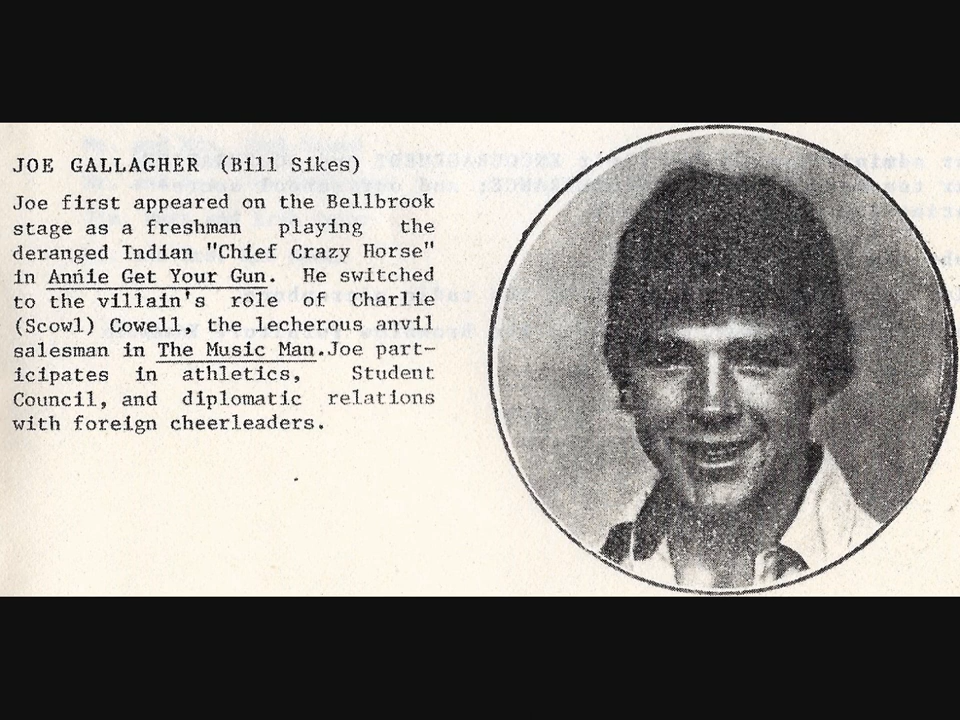 JOE GALLAGHER (Bill Sikes)
Joe first appeared on the Bellbrook
stage as a freshman playing the
deranged Indian "Chief Crazy Horse"
in Annie Get Your Gun. He switched
to the villain's role of Charlie
(Scowl) Cowell, the lecherous anvil
salesman in The Music Man.Joe part-
icipates in athletics, Student
Council, and diplomatic relations
with foreign cheerleaders.